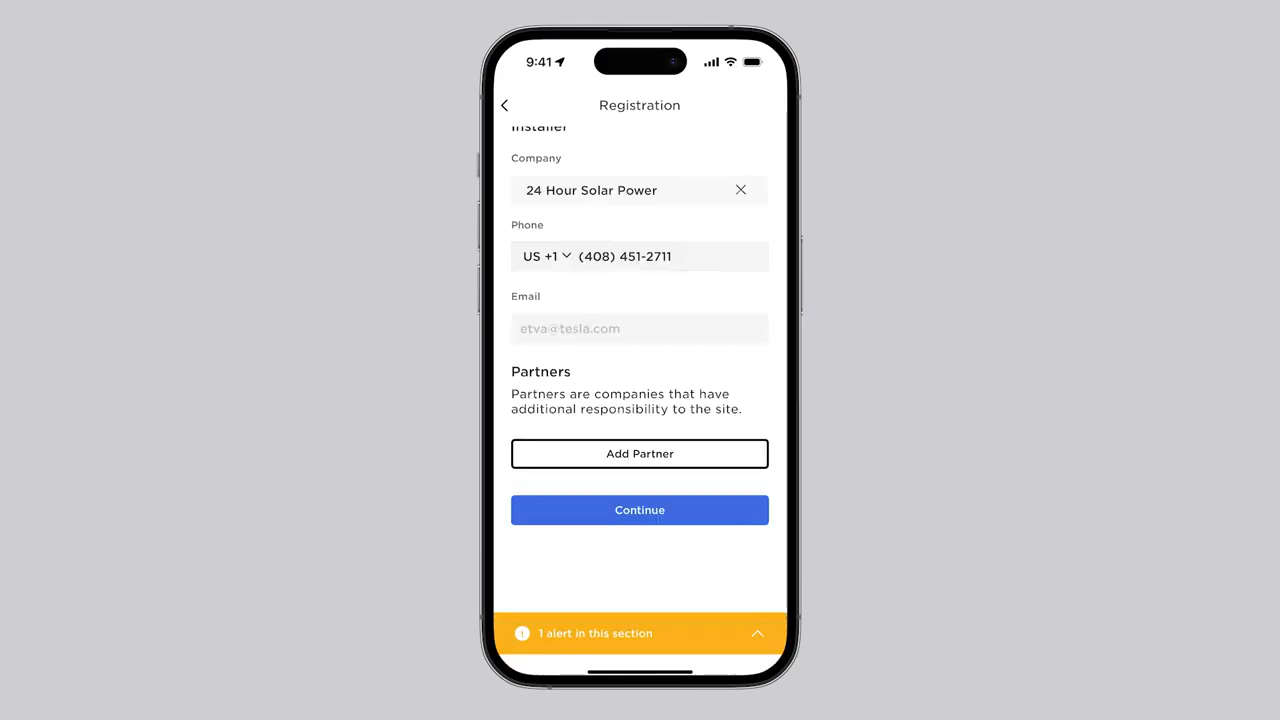 9:41
Registration
Installer
Company
24 Hour Solar Power
Phone
US +1 (408) 451-2711
Email
etva@tesla.com
Partners
Partners are companies that have
additional responsibility to the site.
Add Partner
Continue
1 alert in this section